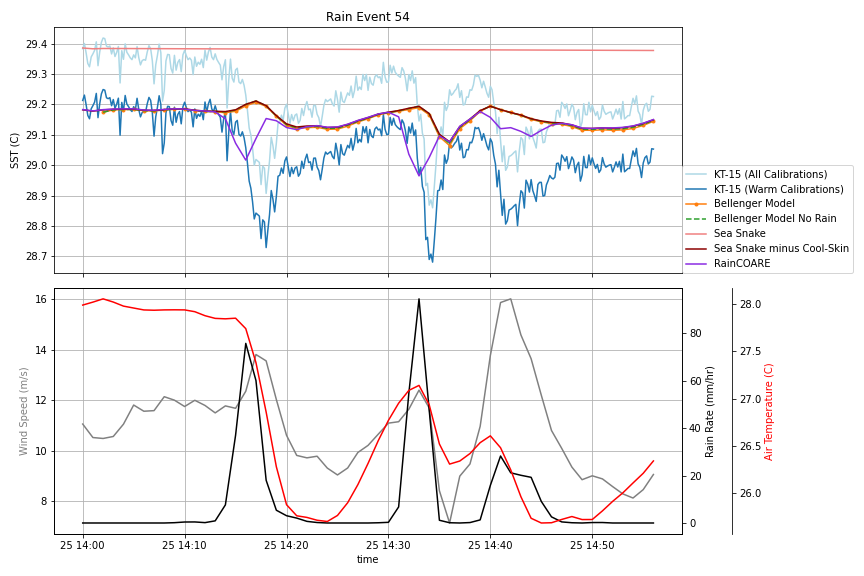 Rain Event 54
SST (C)
29.4
29.3
29.2
29.1
29.0
28.9
28.8
28.7
KT-15 (All Calibrations)
KT-15 (Warm Calibrations)
Bellenger Model
Bellenger Model No Rain
Sea Snake
Sea Snake minus Cool-Skin
RainCOARE
Wind Speed (m/s)
16
14
12
10
8
80
60
40
20
0
Rain Rate (mm/hr)
28.0
27.5
27.0
26.5
26.0
Air Temperature (C)
25 14:00
25 14:10
25 14:20
25 14:30
25 14:40
25 14:50
time